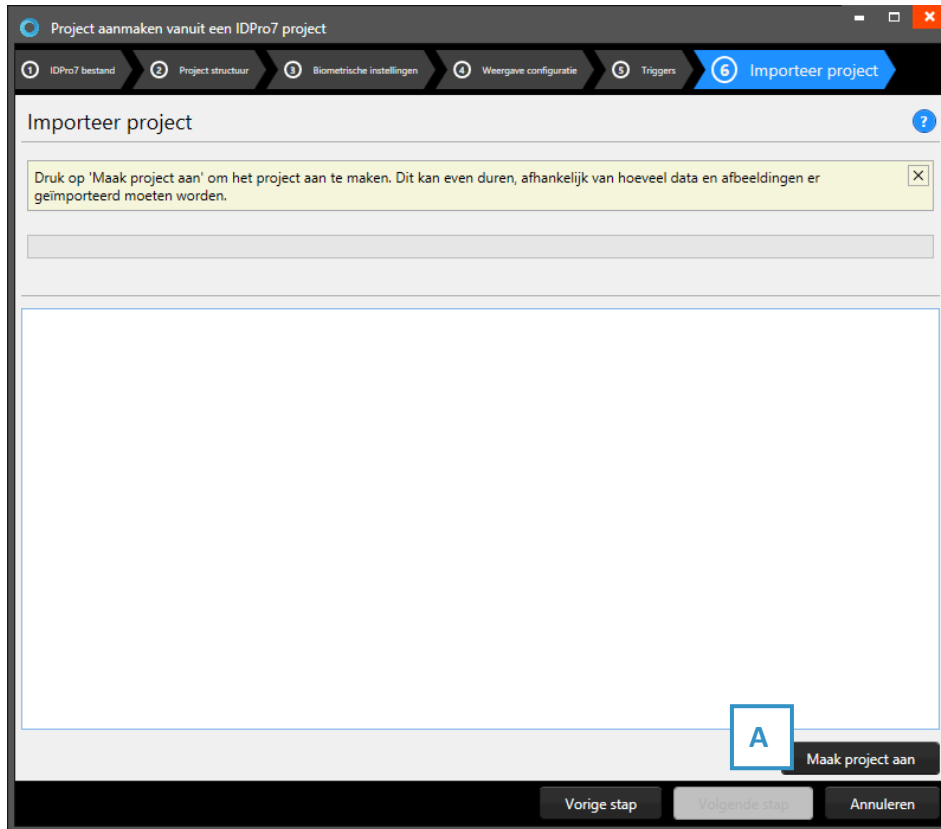 Project aanmaken vanuit een IDPro7 project
1 IDPro7 bestand 2 Project structuur 3 Biometrische instellingen 4 Weergave configuratie 5 Triggers 6 Importeer project
Importeer project
?
Druk op 'Maak project aan' om het project aan te maken. Dit kan even duren, afhankelijk van hoeveel data en afbeeldingen er
geïmporteerd moeten worden.
A
Maak project aan
Vorige stap Volgende stap Annuleren